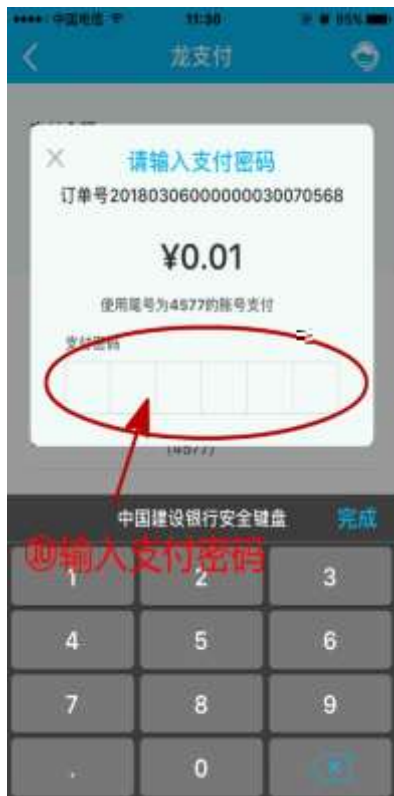 中国电信 11:30 95%
龙支付
请输入支付密码
订单号20180306000000030070568
¥0.01
使用尾号为4577的账号支付
支付密码
(4577)
中国建设银行安全键盘 完成
⑩输入支付密码
1 2 3
4 5 6
7 8 9
. 0